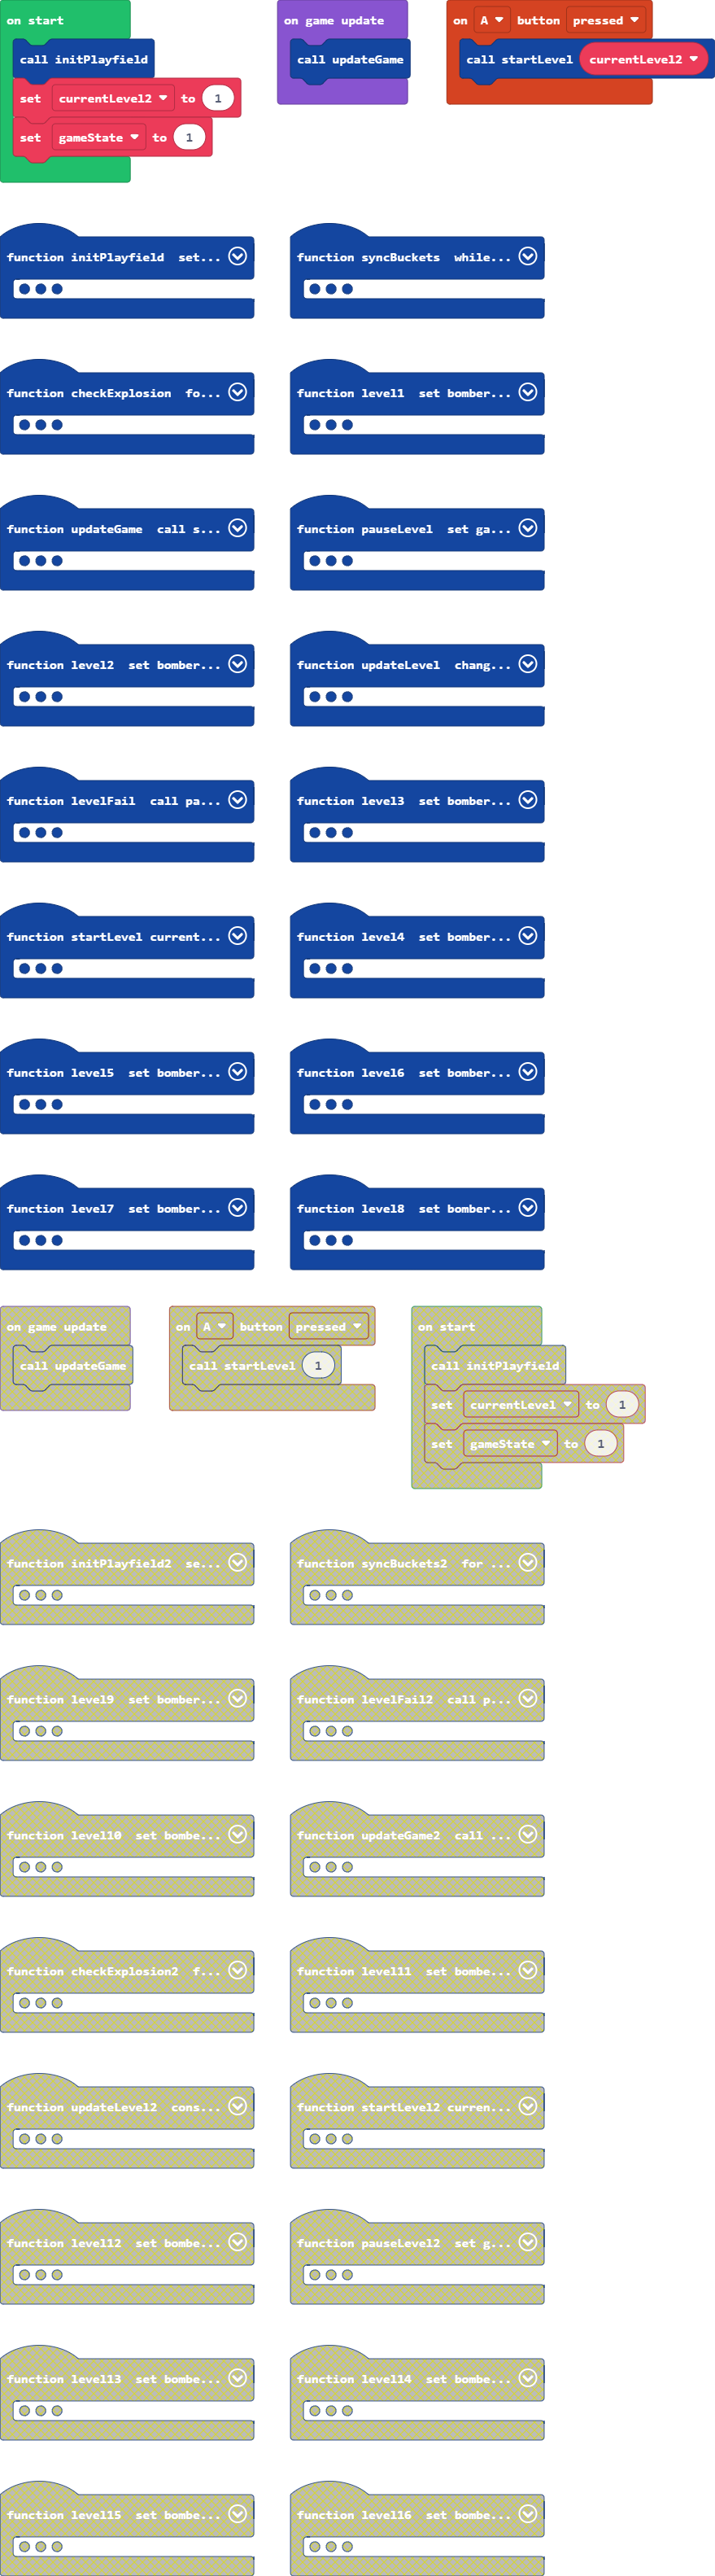 on start
call initPlayfield
set currentLevel2 to 1
set gameState to 1
on game update
call updateGame
on A button pressed
call startLevel currentLevel2
function initPlayfield set...
function syncBuckets while...
function checkExplosion fo...
function level1 set bomber...
function updateGame call s...
function pauseLevel set ga...
function level2 set bomber...
function updateLevel chang...
function levelFail call pa...
function level3 set bomber...
function startLevel current...
function level4 set bomber...
function level5 set bomber...
function level6 set bomber...
function level7 set bomber...
function level8 set bomber...
on game update
call updateGame
on A button pressed
call startLevel 1
on start
call initPlayfield
set currentLevel to 1
set gameState to 1
function initPlayfield2 se...
function syncBuckets2 for ...
function level9 set bomber...
function levelFail2 call p...
function level10 set bombe...
function updateGame2 call ...
function checkExplosion2 f...
function level11 set bombe...
function updateLevel2 cons...
function startLevel2 curren...
function level12 set bombe...
function pauseLevel2 set g...
function level13 set bombe...
function level14 set bombe...
function level15 set bombe...
function level16 set bombe...